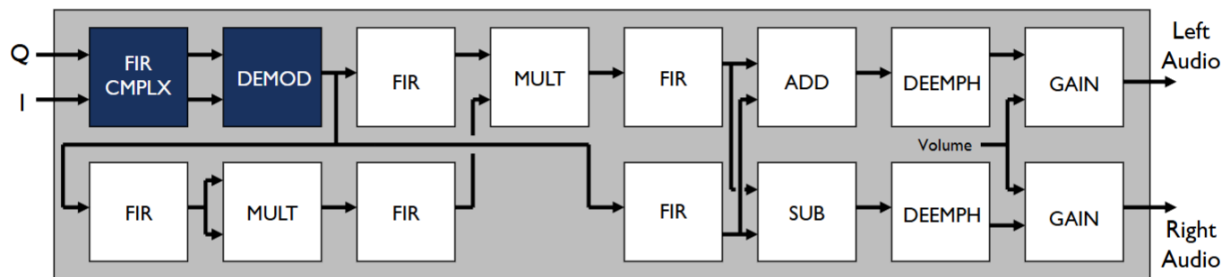 Q
I
FIR
CMPLX
DEMOD
FIR
MULT
FIR
ADD
DEEMPH
GAIN
Left
Audio
Volume
FIR
MULT
FIR
FIR
SUB
DEEMPH
GAIN
Right
Audio